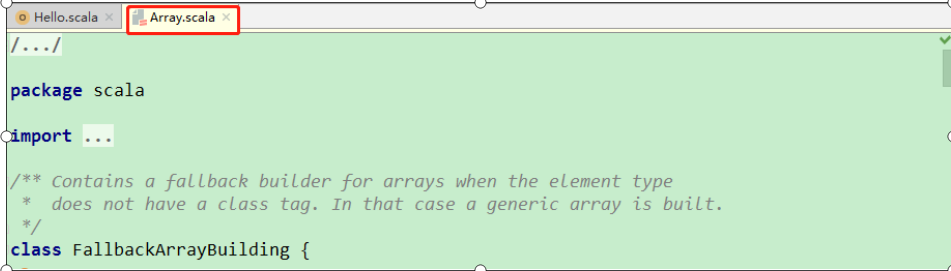 Hello.scala × Array.scala ×
/.../
package scala
import ...
/** Contains a fallback builder for arrays when the element type
* does not have a class tag. In that case a generic array is built.
*/
class FallbackArrayBuilding {